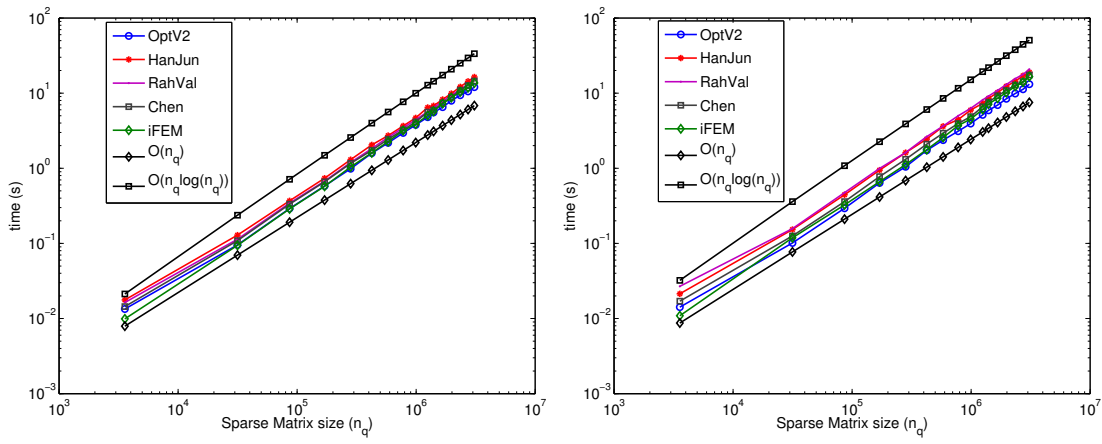 OptV2
HanJun
RahVal
Chen
iFEM
O(n_q)
O(n_q log(n_q))
10^2
10^1
10^0
10^−1
10^−2
10^−3
time (s)
10^3
10^4
10^5
10^6
10^7
Sparse Matrix size (n_q)
OptV2
HanJun
RahVal
Chen
iFEM
O(n_q)
O(n_q log(n_q))
10^2
10^1
10^0
10^−1
10^−2
10^−3
time (s)
10^3
10^4
10^5
10^6
10^7
Sparse Matrix size (n_q)